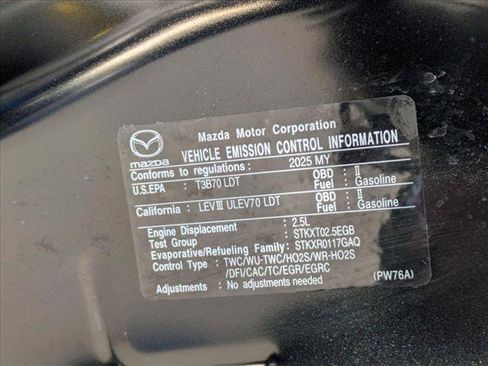 mazda
Mazda Motor Corporation
VEHICLE EMISSION CONTROL INFORMATION
Conforms to regulations : 2025 MY
U.S.EPA : T3B70 LDT OBD : II
Fuel : Gasoline
California : LEVⅢ ULEV70 LDT OBD : II
Fuel : Gasoline
Engine Displacement : 2.5L
Test Group : STKXT02.5EGB
Evaporative/Refueling Family: STKXR0117GAQ
Control Type : TWC/WU-TWC/HO2S/WR-HO2S
/DFI/CAC/TC/EGR/EGRC
Adjustments : No adjustments needed (PW76A)